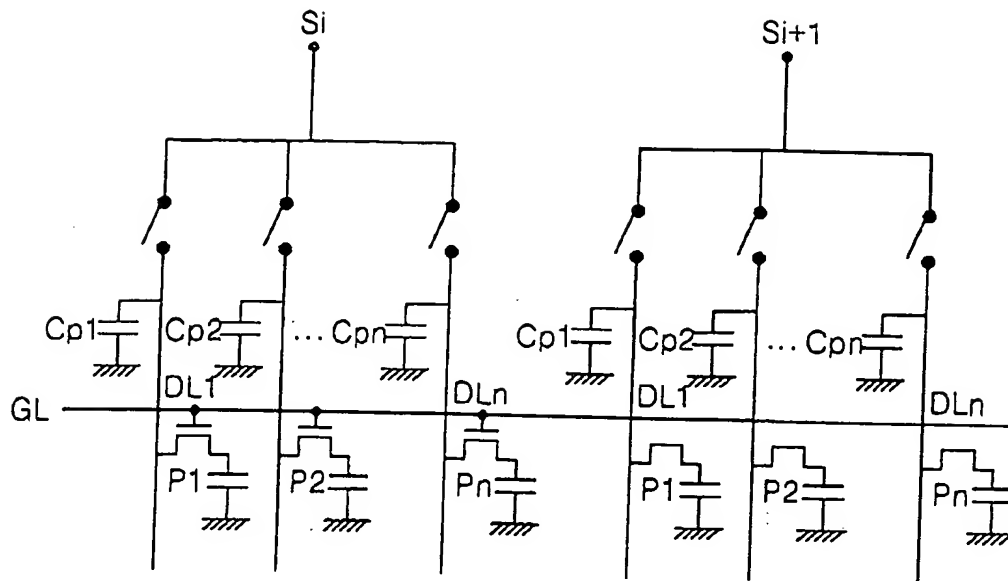 Si
Si+1
Cp1 Cp2 ... Cpn Cp1 Cp2 ... Cpn
DL1 DLn DL1 DLn
GL
P1 P2 Pn P1 P2 Pn